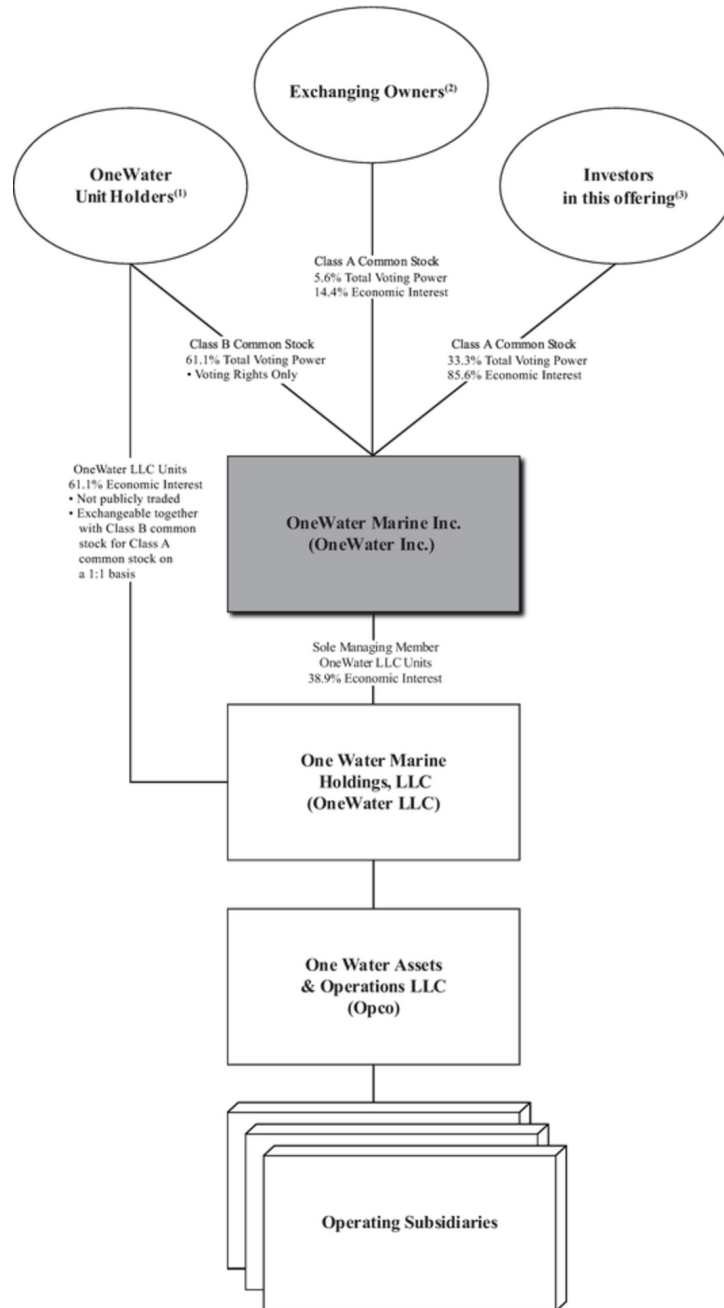 Exchanging Owners(2)
OneWater
Unit Holders(1)
Investors
in this offering(3)
Class A Common Stock
5.6% Total Voting Power
14.4% Economic Interest
Class B Common Stock
61.1% Total Voting Power
• Voting Rights Only
Class A Common Stock
33.3% Total Voting Power
85.6% Economic Interest
OneWater LLC Units
61.1% Economic Interest
• Not publicly traded
• Exchangeable together
with Class B common
stock for Class A
common stock on
a 1:1 basis
OneWater Marine Inc.
(OneWater Inc.)
Sole Managing Member
OneWater LLC Units
38.9% Economic Interest
One Water Marine
Holdings, LLC
(OneWater LLC)
One Water Assets
& Operations LLC
(Opco)
Operating Subsidiaries